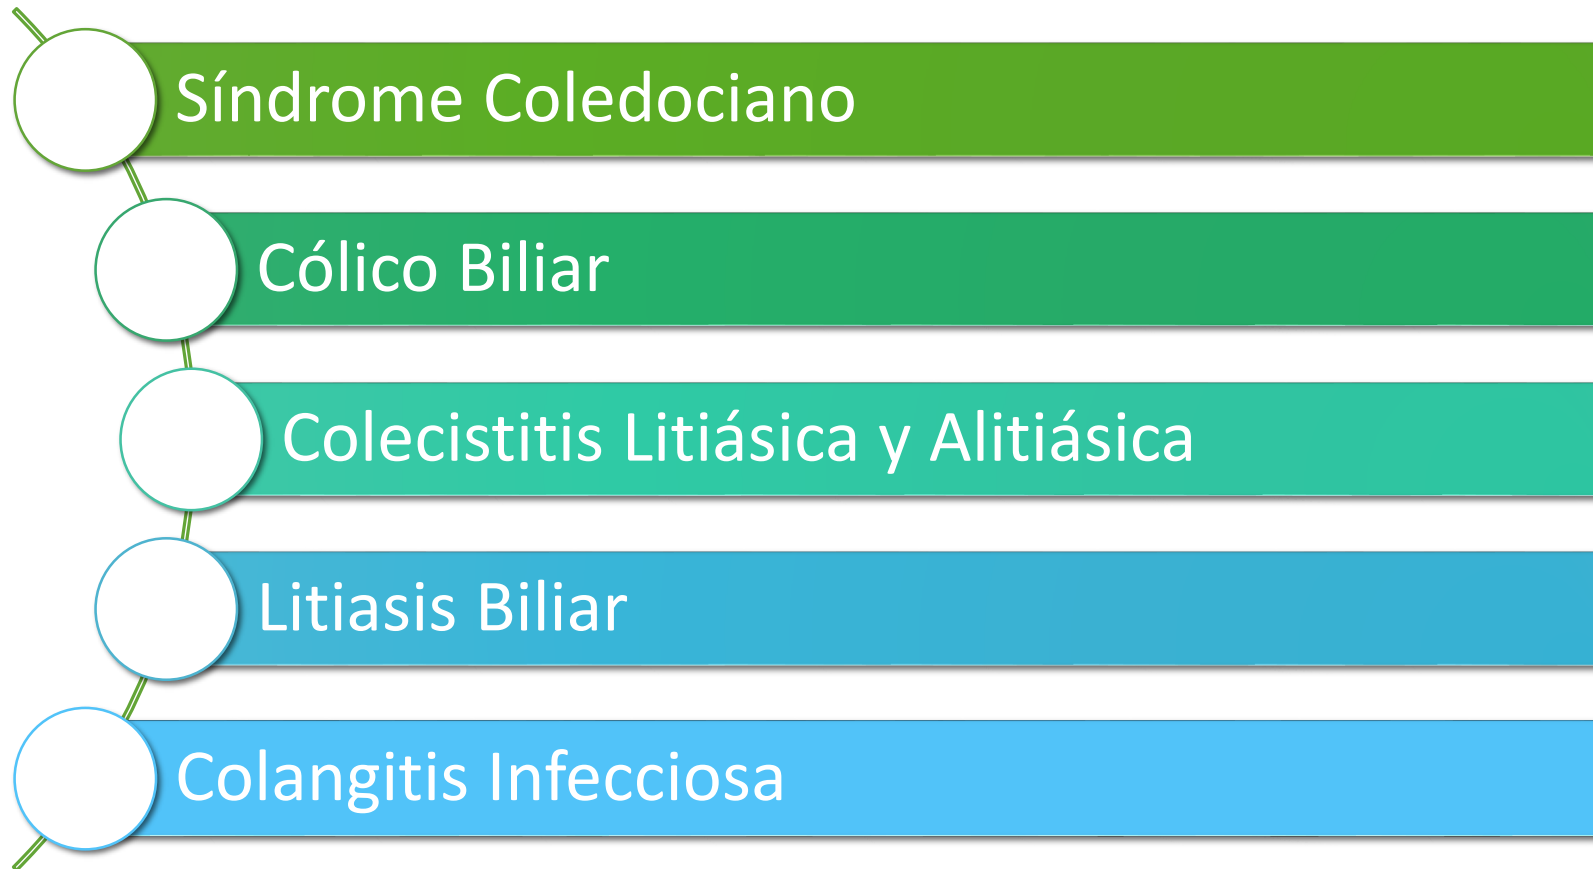 Síndrome Coledociano
Cólico Biliar
Colecistitis Litiásica y Alitiásica
Litiasis Biliar
Colangitis Infecciosa